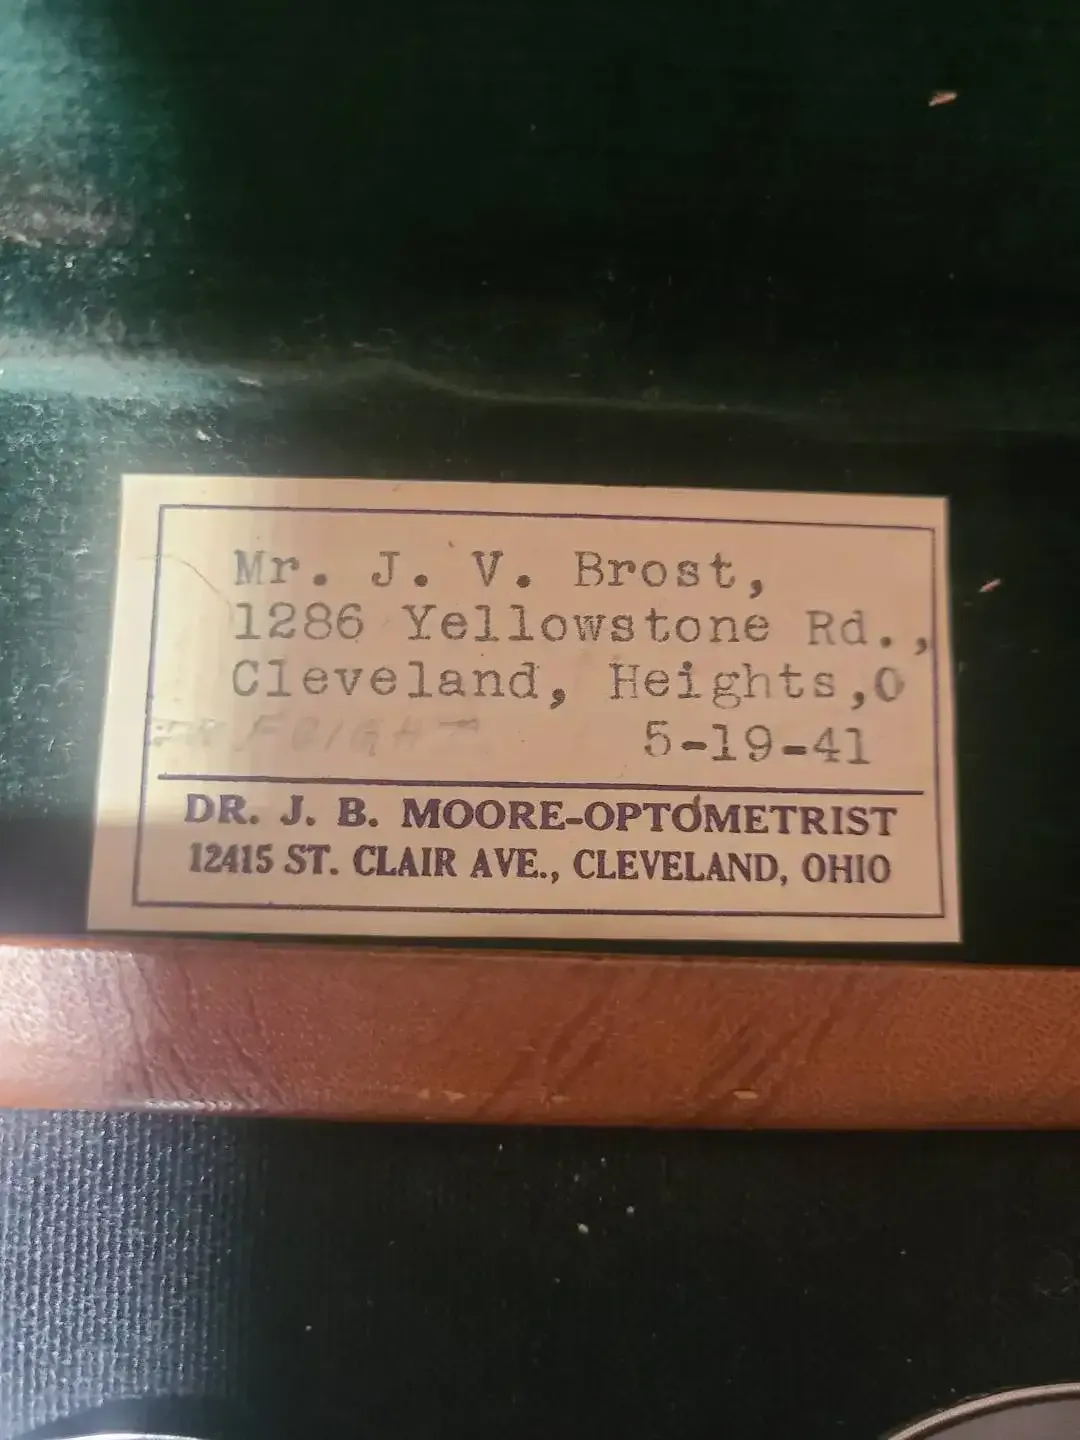 Mr. J. V. Brost,
1286 Yellowstone Rd.,
Cleveland, Heights,O
5-19-41
DR. J. B. MOORE-OPTOMETRIST
12415 ST. CLAIR AVE., CLEVELAND, OHIO